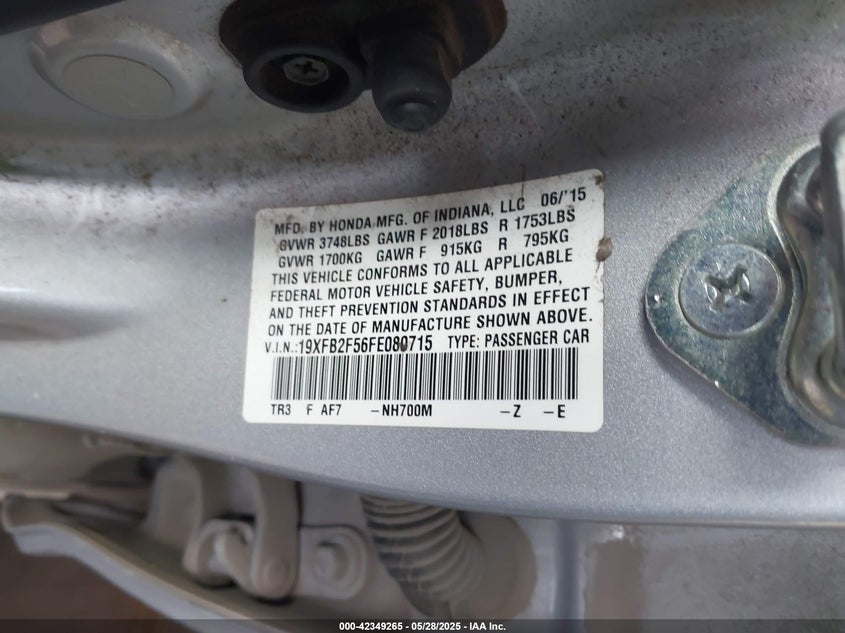 MFD. BY HONDA MFG. OF INDIANA, LLC 06/'15
GVWR 3748LBS GAWR F 2018LBS R 1753LBS
GVWR 1700KG GAWR F 915KG R 795KG
THIS VEHICLE CONFORMS TO ALL APPLICABLE
FEDERAL MOTOR VEHICLE SAFETY, BUMPER,
AND THEFT PREVENTION STANDARDS IN EFFECT
ON THE DATE OF MANUFACTURE SHOWN ABOVE.
V.I.N.:19XFB2F56FE080715 TYPE: PASSENGER CAR
TR3 F AF7 -NH700M -Z -E
000-42349265 - 05/28/2025 - IAA Inc.